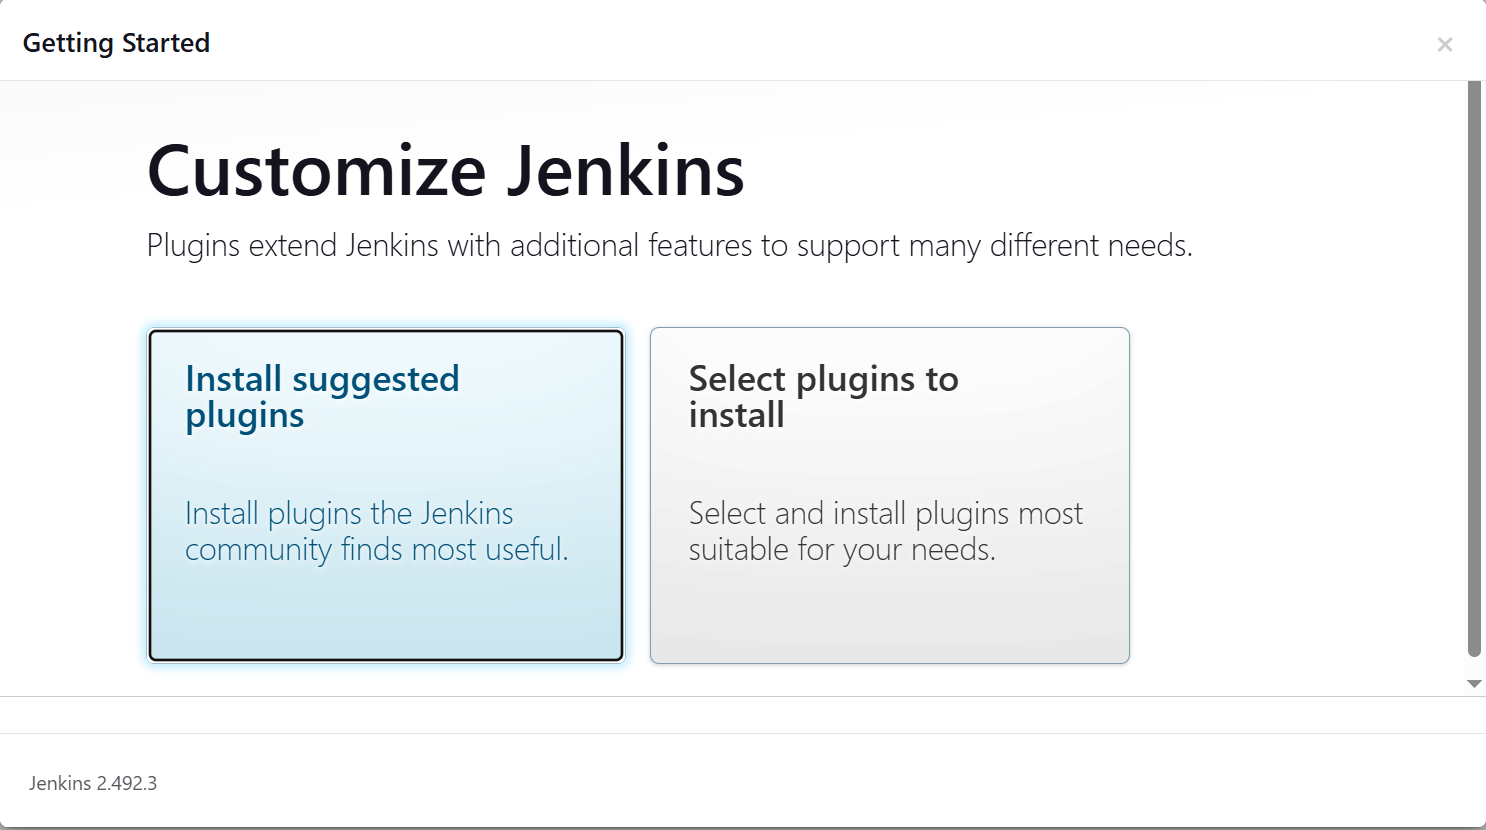 Getting Started
×
Customize Jenkins
Plugins extend Jenkins with additional features to support many different needs.
Install suggested
plugins
Install plugins the Jenkins
community finds most useful.
Select plugins to
install
Select and install plugins most
suitable for your needs.
Jenkins 2.492.3